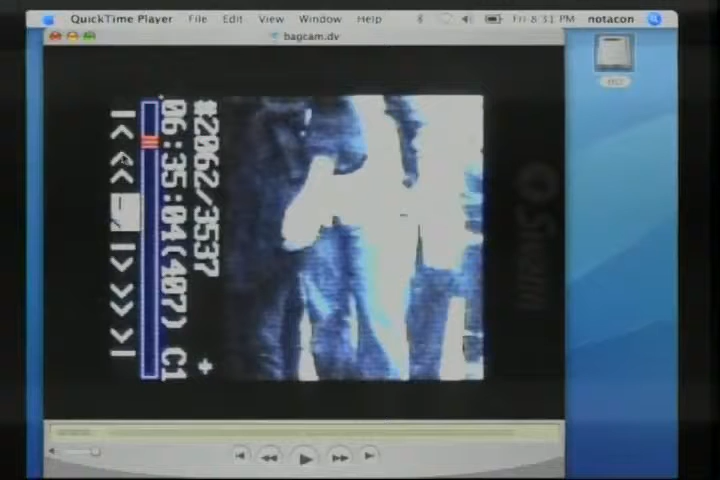 QuickTime Player File Edit View Window Help Fri 8:31 PM notacon
bagcam.dv
#2062/3537
06:35:04(407) C1